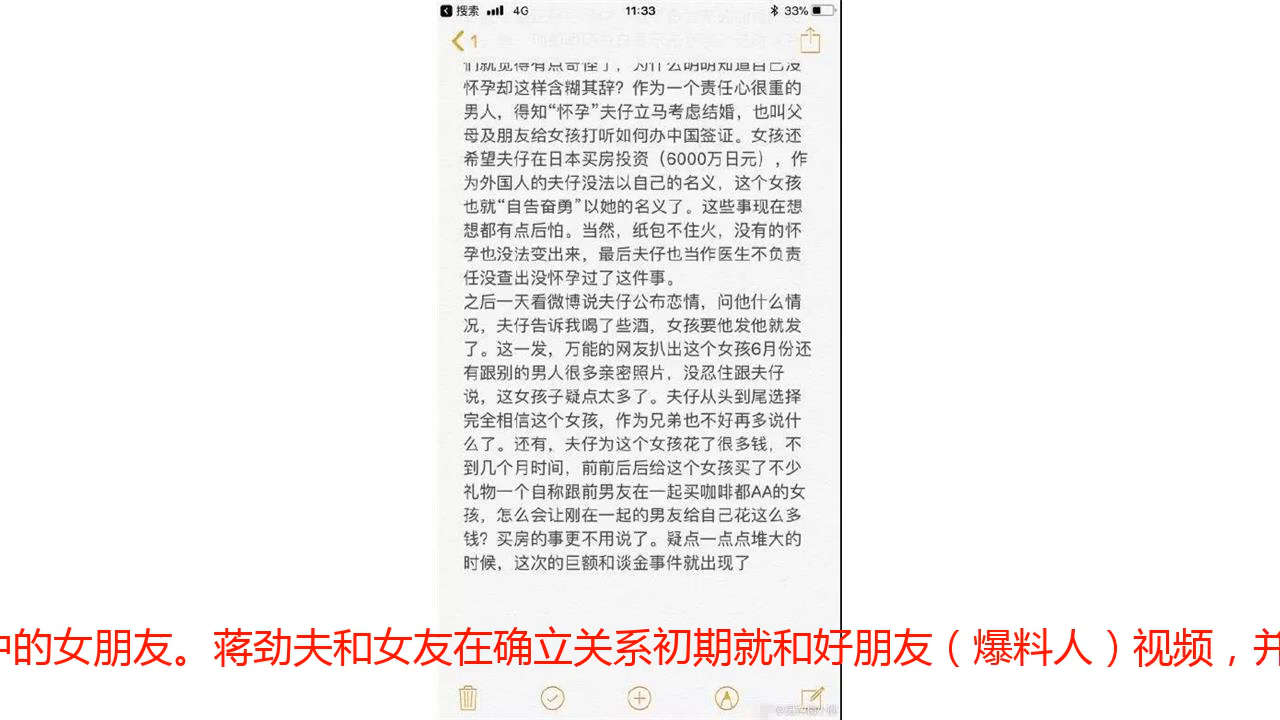 搜索 4G 11:33 33%
1
们就觉得有点奇怪了，为什么明明知道自己没
怀孕却这样含糊其辞？作为一个责任心很重的
男人，得知“怀孕”夫仔立马考虑结婚，也叫父
母及朋友给女孩打听如何办中国签证。女孩还
希望夫仔在日本买房投资（6000万日元），作
为外国人的夫仔没法以自己的名义，这个女孩
也就“自告奋勇”以她的名义了。这些事现在想
想都有点后怕。当然，纸包不住火，没有的怀
孕也没法变出来，最后夫仔也当作医生不负责
任没查出没怀孕过了这件事。
之后一天看微博说夫仔公布恋情，问他什么情
况，夫仔告诉我喝了些酒，女孩要他发他就发
了。这一发，万能的网友扒出这个女孩6月份还
有跟别的男人很多亲密照片，没忍住跟夫仔
说，这女孩子疑点太多了。夫仔从头到尾选择
完全相信这个女孩，作为兄弟也不好再多说什
么了。还有，夫仔为这个女孩花了很多钱，不
到几个月时间，前前后后给这个女孩买了不少
礼物一个自称跟前男友在一起买咖啡都AA的女
孩，怎么会让刚在一起的男友给自己花这么多
钱？买房的事更不用说了。疑点一点点堆大的
时候，这次的巨额和谈金事件就出现了
中的女朋友。蒋劲夫和女友在确立关系初期就和好朋友（爆料人）视频，并